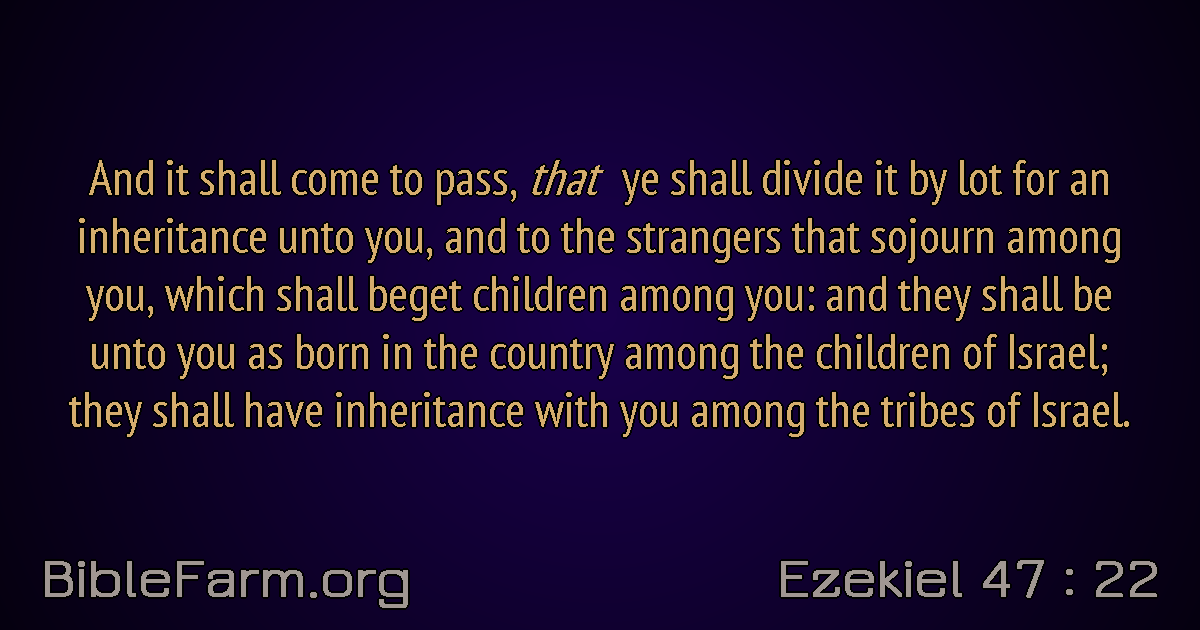 And it shall come to pass, that ye shall divide it by lot for an
inheritance unto you, and to the strangers that sojourn among
you, which shall beget children among you: and they shall be
unto you as born in the country among the children of Israel;
they shall have inheritance with you among the tribes of Israel.
BibleFarm.org
Ezekiel 47 : 22